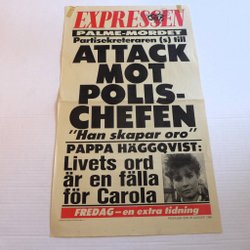 EXPRESSEN
PALME-MORDET
Partisekreteraren (s) till
ATTACK
MOT
POLIS-
CHEFEN
"Han skapar oro"
PAPPA HÄGGQVIST:
Livets ord
är en fälla
för Carola
FREDAG – en extra tidning